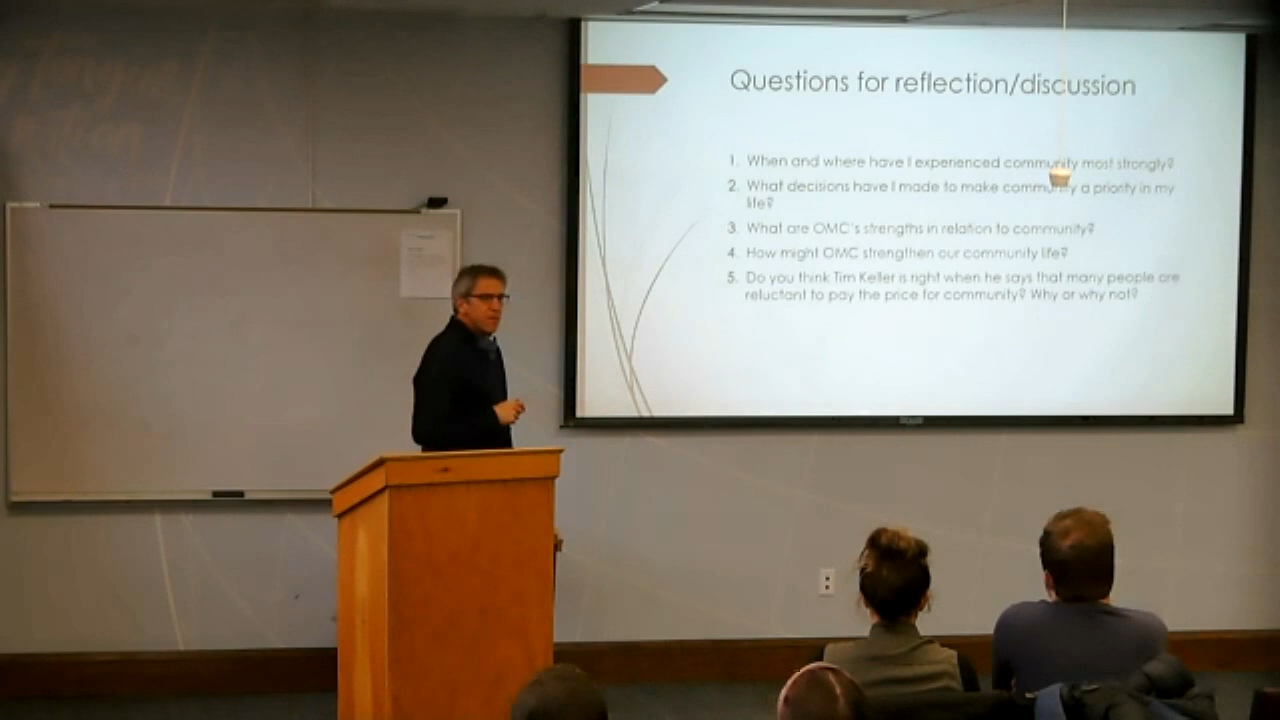 Questions for reflection/discussion
1. When and where have I experienced community most strongly?
2. What decisions have I made to make community a priority in my
life?
3. What are OMC's strengths in relation to community?
4. How might OMC strengthen our community life?
5. Do you think Tim Keller is right when he says that many people are
reluctant to pay the price for community? Why or why not?